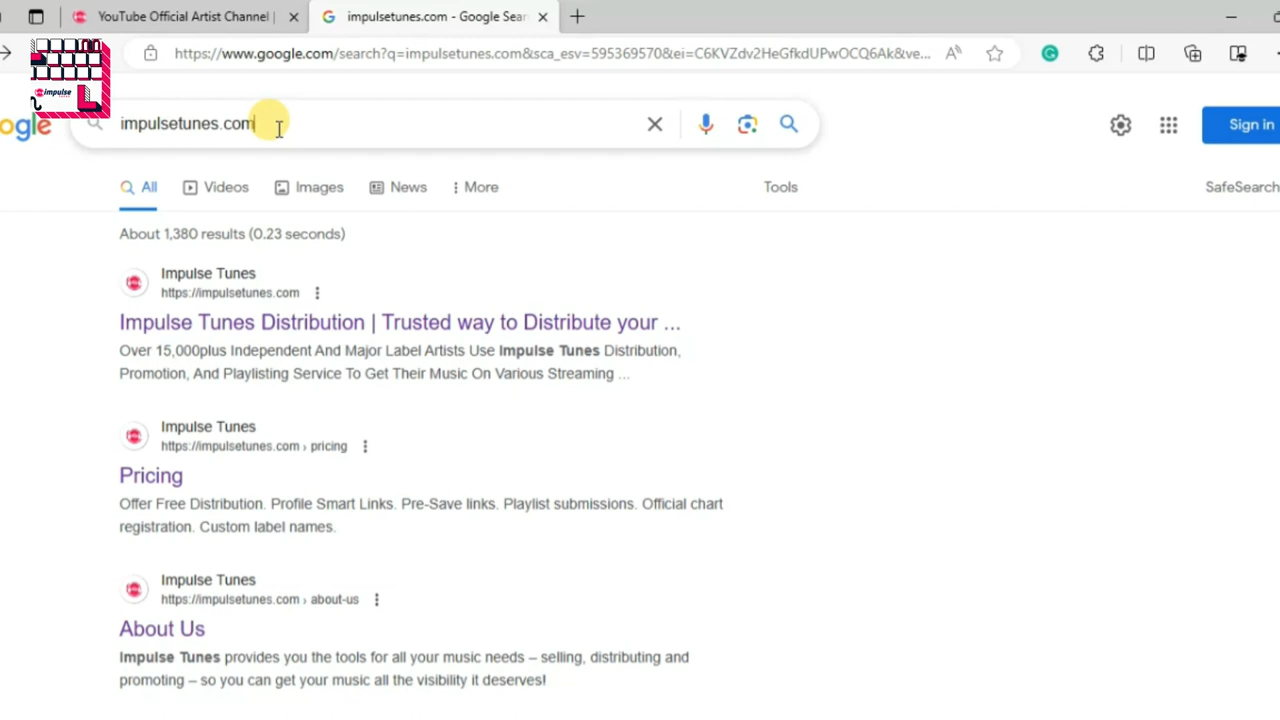 YouTube Official Artist Channel |
impulsetunes.com - Google Sear
https://www.google.com/search?q=impulsetunes.com&sca_esv=595369570&ei=C6KVZdv2HeGfkdUPwOCQ6Ak&ve...
impulse
ogle
impulsetunes.com
Sign in
All
Videos
Images
News
More
Tools
SafeSearch
About 1,380 results (0.23 seconds)
Impulse Tunes
https://impulsetunes.com
Impulse Tunes Distribution | Trusted way to Distribute your ...
Over 15,000plus Independent And Major Label Artists Use Impulse Tunes Distribution,
Promotion, And Playlisting Service To Get Their Music On Various Streaming ...
Impulse Tunes
https://impulsetunes.com › pricing
Pricing
Offer Free Distribution. Profile Smart Links. Pre-Save links. Playlist submissions. Official chart
registration. Custom label names.
Impulse Tunes
https://impulsetunes.com › about-us
About Us
Impulse Tunes provides you the tools for all your music needs – selling, distributing and
promoting – so you can get your music all the visibility it deserves!